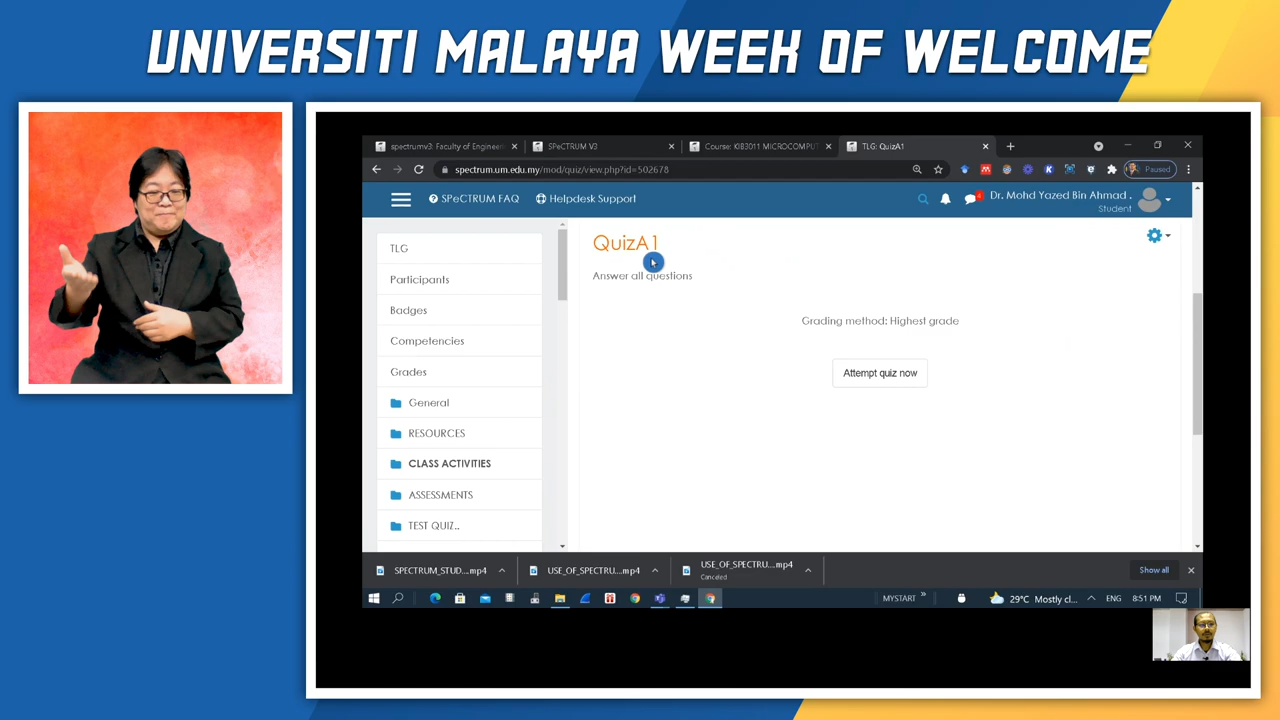 UNIVERSITI MALAYA WEEK OF WELCOME
spectrumv3: Faculty of Engineer
SPeCTRUM V3
Course: KIB3011 MICROCOMPUT
TLG: QuizA1
spectrum.um.edu.my/mod/quiz/view.php?id=502678
Paused
SPeCTRUM FAQ
Helpdesk Support
Dr. Mohd Yazed Bin Ahmad .
Student
TLG
Participants
Badges
Competencies
Grades
General
RESOURCES
CLASS ACTIVITIES
ASSESSMENTS
TEST QUIZ..
QuizA1
Answer all questions
Grading method: Highest grade
Attempt quiz now
SPECTRUM_STUD....mp4
USE_OF_SPECTRU....mp4
USE_OF_SPECTRU....mp4
Canceled
Show all
MYSTART
29°C Mostly cl...
ENG
8:51 PM